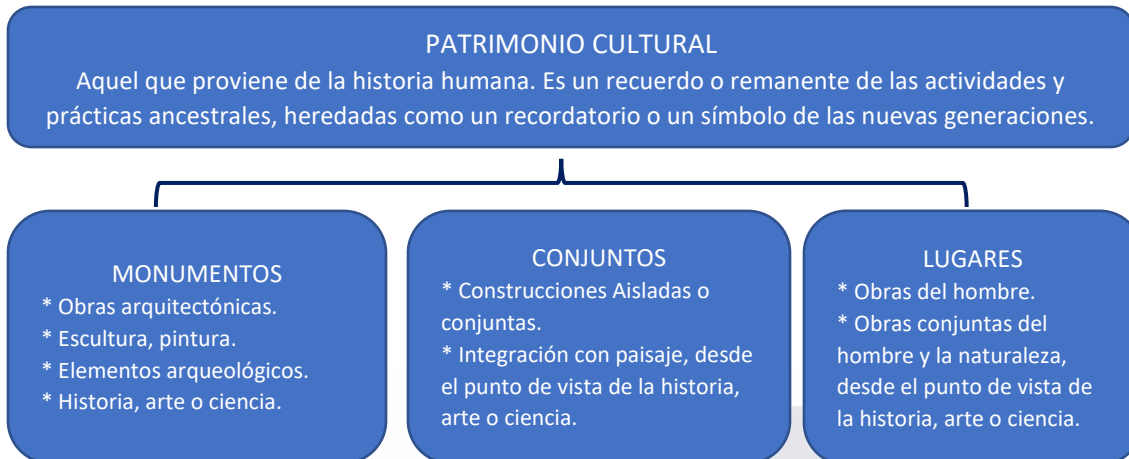 PATRIMONIO CULTURAL
Aquel que proviene de la historia humana. Es un recuerdo o remanente de las actividades y
prácticas ancestrales, heredadas como un recordatorio o un símbolo de las nuevas generaciones.
MONUMENTOS
* Obras arquitectónicas.
* Escultura, pintura.
* Elementos arqueológicos.
* Historia, arte o ciencia.
CONJUNTOS
* Construcciones Aisladas o
conjuntas.
* Integración con paisaje, desde
el punto de vista de la historia,
arte o ciencia.
LUGARES
* Obras del hombre.
* Obras conjuntas del
hombre y la naturaleza,
desde el punto de vista de
la historia, arte o ciencia.